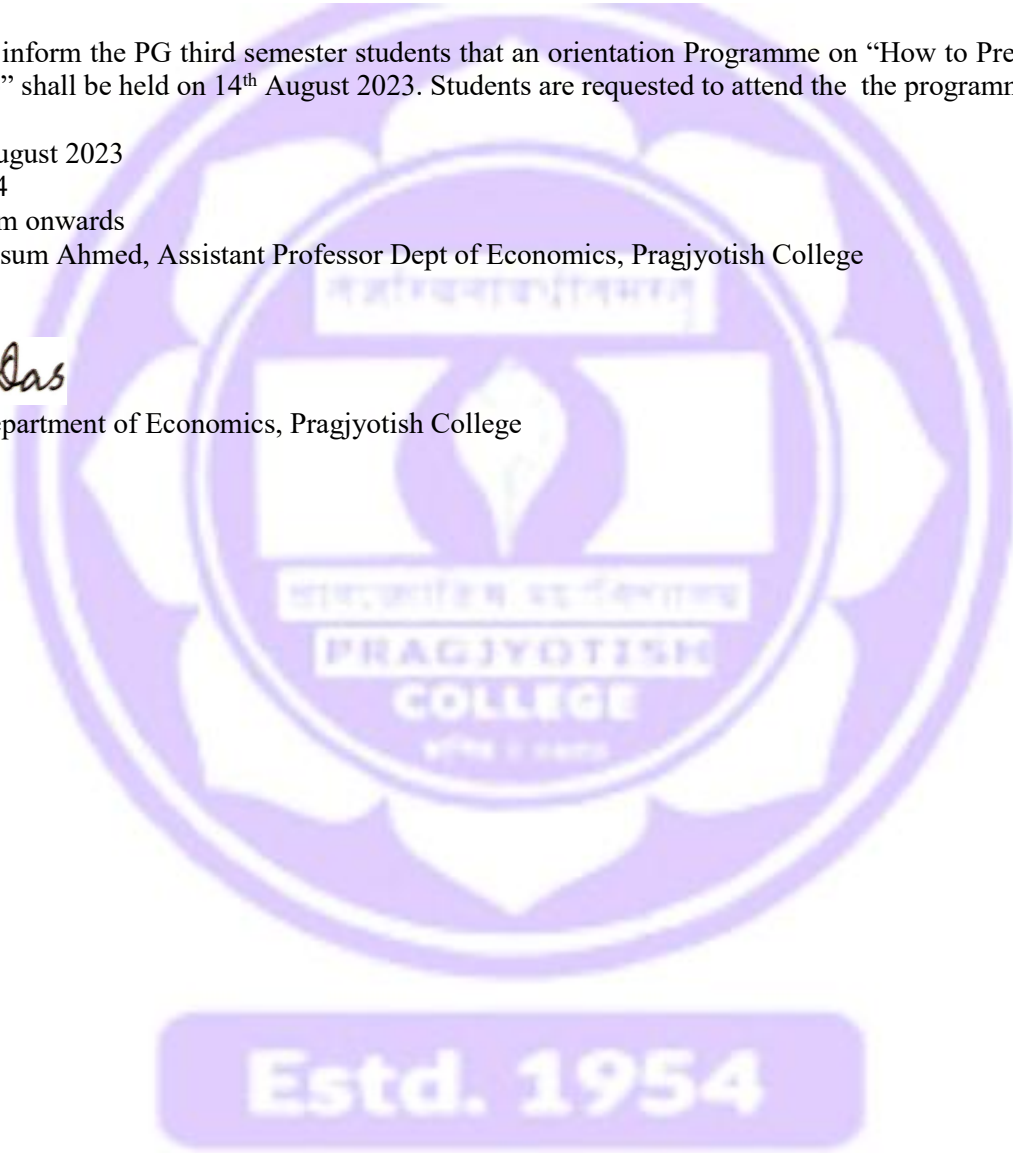 inform the PG third semester students that an orientation Programme on “How to Pre
” shall be held on 14th August 2023. Students are requested to attend the the programm
ugust 2023
4
m onwards
sum Ahmed, Assistant Professor Dept of Economics, Pragjyotish College
Das
epartment of Economics, Pragjyotish College
PRAGJYOTISH
COLLEGE
Estd. 1954